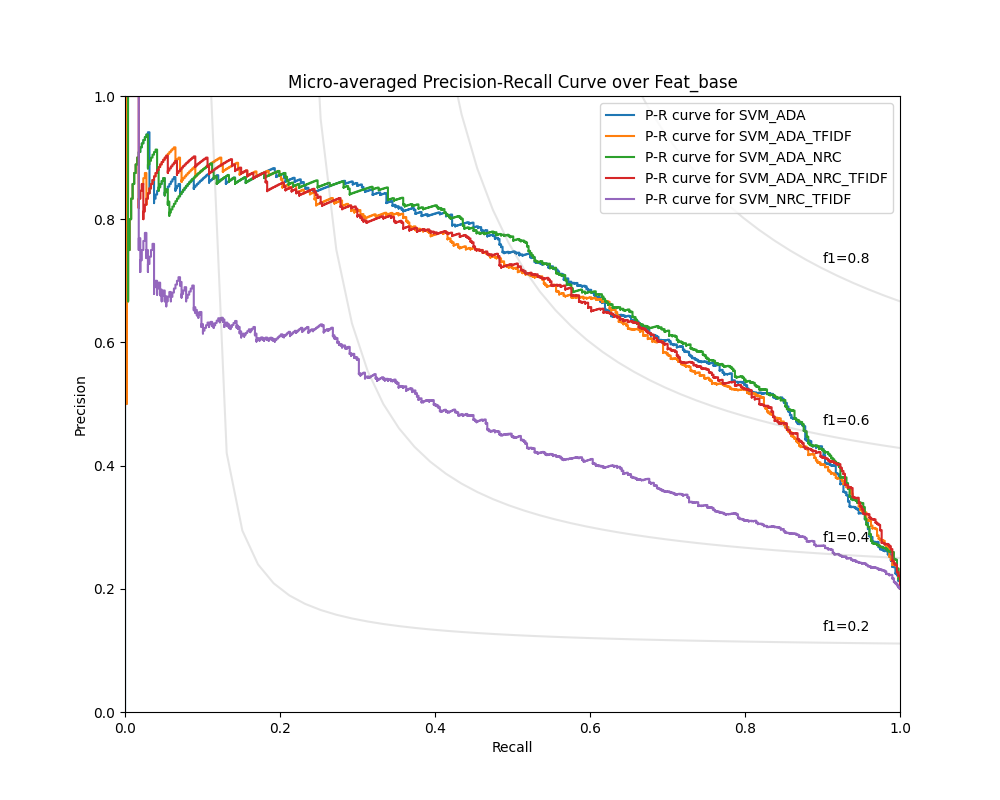 Micro-averaged Precision-Recall Curve over Feat_base
1.0
0.8
0.6
0.4
0.2
0.0
Precision
P-R curve for SVM_ADA
P-R curve for SVM_ADA_TFIDF
P-R curve for SVM_ADA_NRC
P-R curve for SVM_ADA_NRC_TFIDF
P-R curve for SVM_NRC_TFIDF
f1=0.8
f1=0.6
f1=0.4
f1=0.2
0.0
0.2
0.4
0.6
0.8
1.0
Recall